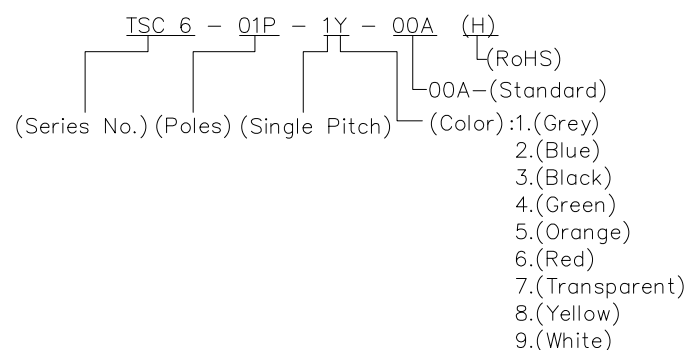 TSC 6 - 01P - 1Y - 00A (H)
(RoHS)
00A-(Standard)
(Series No.) (Poles) (Single Pitch) (Color):1.(Grey)
2.(Blue)
3.(Black)
4.(Green)
5.(Orange)
6.(Red)
7.(Transparent)
8.(Yellow)
9.(White)